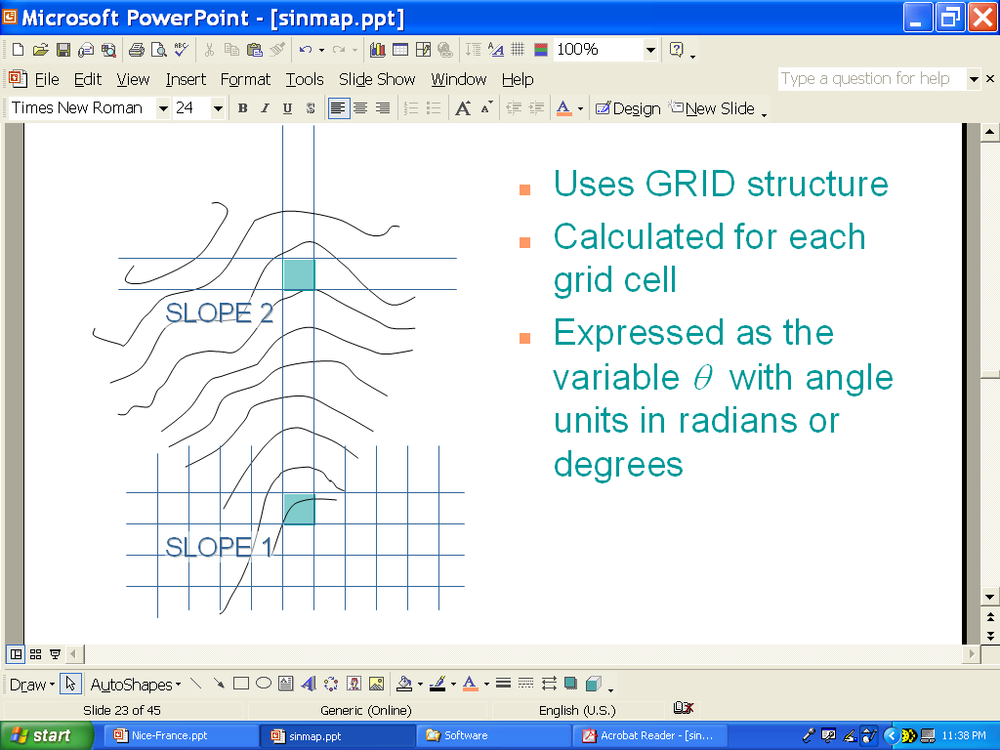 Microsoft PowerPoint - [sinmap.ppt]
100%
File Edit View Insert Format Tools Slide Show Window Help
Type a question for help
Times New Roman 24 B I U S A A A Design New Slide
Uses GRID structure
Calculated for each
grid cell
Expressed as the
variable θ with angle
units in radians or
degrees
SLOPE 2
SLOPE 1
Draw AutoShapes
Slide 23 of 45 Generic (Online) English (U.S.)
start Nice-France.ppt sinmap.ppt Software Acrobat Reader - [sin... 11:38 PM